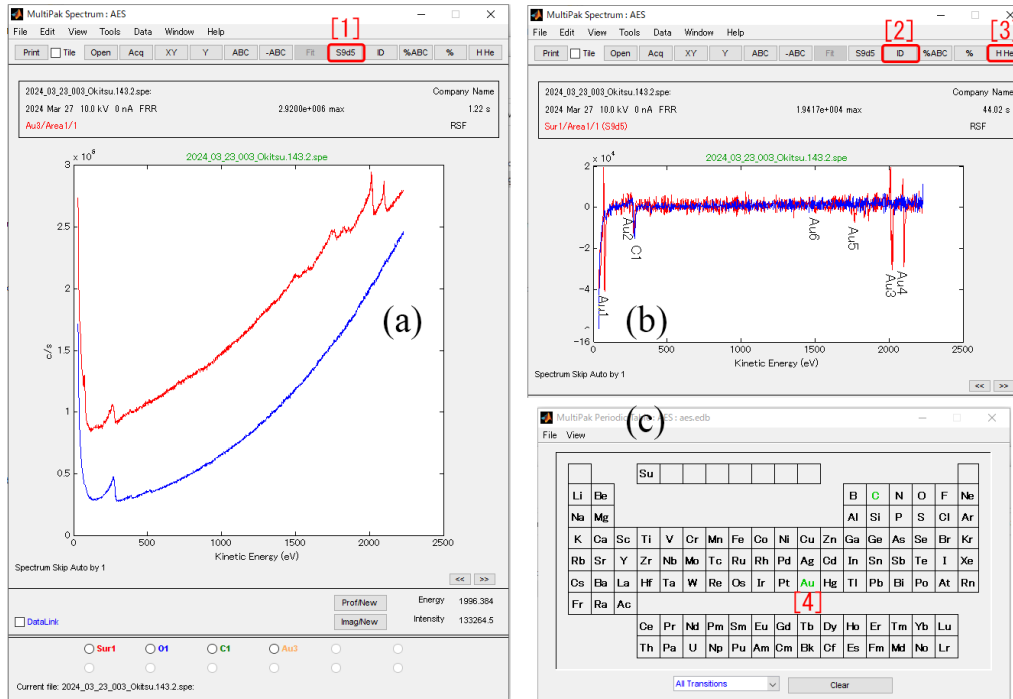 MultiPak Spectrum : AES
[1]
File Edit View Tools Data Window Help
Print Tile Open Acq XY Y ABC -ABC Fit S9d5 ID %ABC % H He
2024_03_23_003_Okitsu.143.2.spe: Company Name
2024 Mar 27 10.0 kV 0 nA FRR 2.9200e+006 max 1.22 s
Au3/Area1/1 RSF
2024_03_23_003_Okitsu.143.2.spe
x 10^6
3
2.5
2
1.5
1
0.5
0
c/s
(a)
0 500 1000 1500 2000 2500
Kinetic Energy (eV)
Spectrum Skip Auto by 1
<< >>
Prof/New Energy 1996.384
DataLink Imag/New Intensity 133264.5
Sur1 O1 C1 Au3
Current file: 2024_03_23_003_Okitsu.143.2.spe:
MultiPak Spectrum : AES
[2] [3]
File Edit View Tools Data Window Help
Print Tile Open Acq XY Y ABC -ABC Fit S9d5 ID %ABC % H He
2024_03_23_003_Okitsu.143.2.spe: Company Name
2024 Mar 27 10.0 kV 0 nA FRR 1.9417e+004 max 44.02 s
Sur1/Area1/1 (S9d5) RSF
2024_03_23_003_Okitsu.143.2.spe
x 10^4
2
0
-2
-4
-16
Au1 Au2 C1 Au6 Au5 Au3 Au4
(b)
0 500 1000 1500 2000 2500
Kinetic Energy (eV)
Spectrum Skip Auto by 1
<< >>
(c)
MultiPak Periodic Table : AES : aes.edb
File View
Su
Li Be B C N O F Ne
Na Mg Al Si P S Cl Ar
K Ca Sc Ti V Cr Mn Fe Co Ni Cu Zn Ga Ge As Se Br Kr
Rb Sr Y Zr Nb Mo Tc Ru Rh Pd Ag Cd In Sn Sb Te I Xe
Cs Ba La Hf Ta W Re Os Ir Pt Au Hg Tl Pb Bi Po At Rn
Fr Ra Ac
[4]
Ce Pr Nd Pm Sm Eu Gd Tb Dy Ho Er Tm Yb Lu
Th Pa U Np Pu Am Cm Bk Cf Es Fm Md No Lr
All Transitions Clear